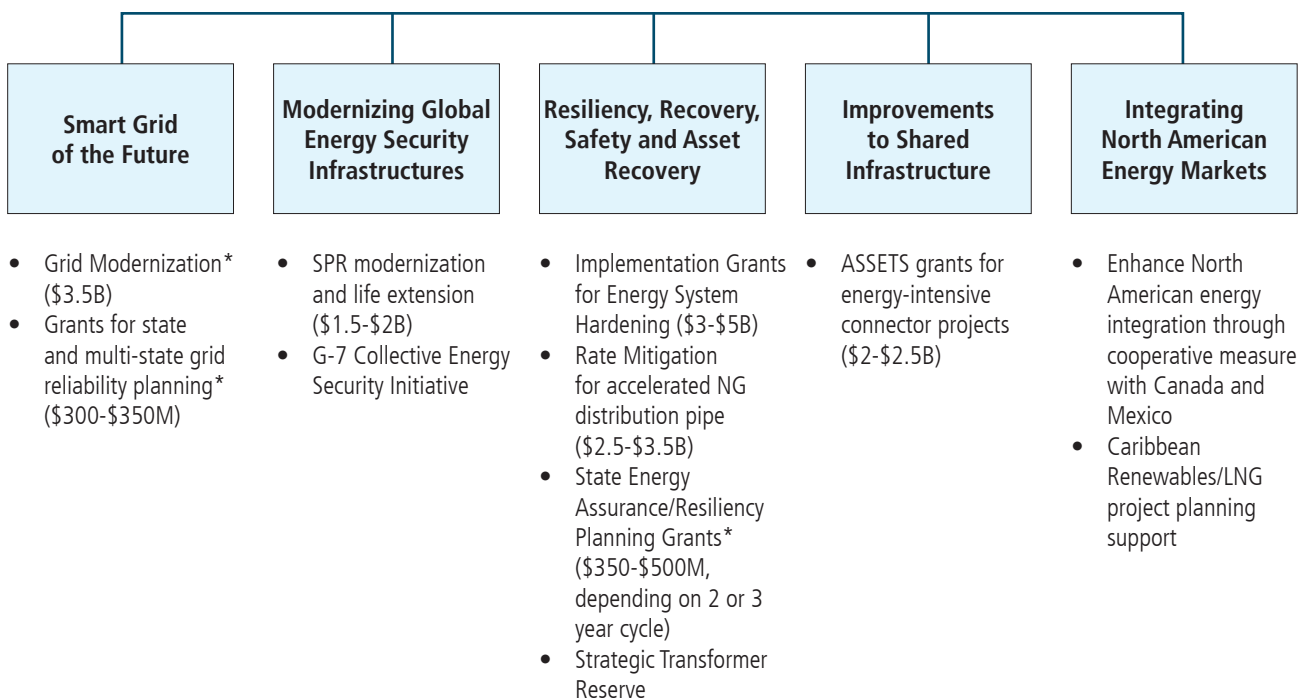 Smart Grid
of the Future
Modernizing Global
Energy Security
Infrastructures
Resiliency, Recovery,
Safety and Asset
Recovery
Improvements
to Shared
Infrastructure
Integrating
North American
Energy Markets
• Grid Modernization*
($3.5B)
• Grants for state
and multi-state grid
reliability planning*
($300-$350M)
• SPR modernization
and life extension
($1.5-$2B)
• G-7 Collective Energy
Security Initiative
• Implementation Grants
for Energy System
Hardening ($3-$5B)
• Rate Mitigation
for accelerated NG
distribution pipe
($2.5-$3.5B)
• State Energy
Assurance/Resiliency
Planning Grants*
($350-$500M,
depending on 2 or 3
year cycle)
• Strategic Transformer
Reserve
• ASSETS grants for
energy-intensive
connector projects
($2-$2.5B)
• Enhance North
American energy
integration through
cooperative measure
with Canada and
Mexico
• Caribbean
Renewables/LNG
project planning
support